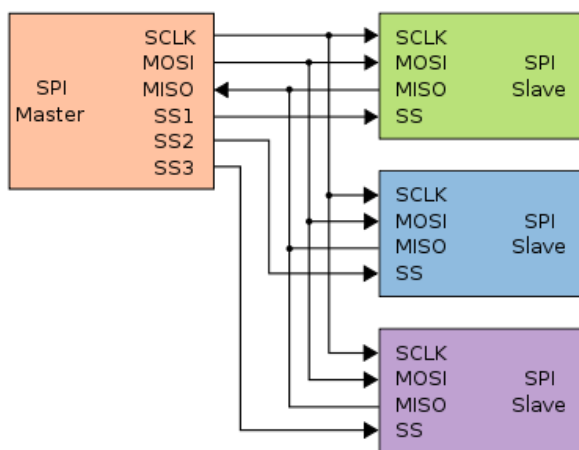 SPI
Master
SCLK
MOSI
MISO
SS1
SS2
SS3
SCLK
MOSI
MISO
SS
SPI
Slave
SCLK
MOSI
MISO
SS
SPI
Slave
SCLK
MOSI
MISO
SS
SPI
Slave